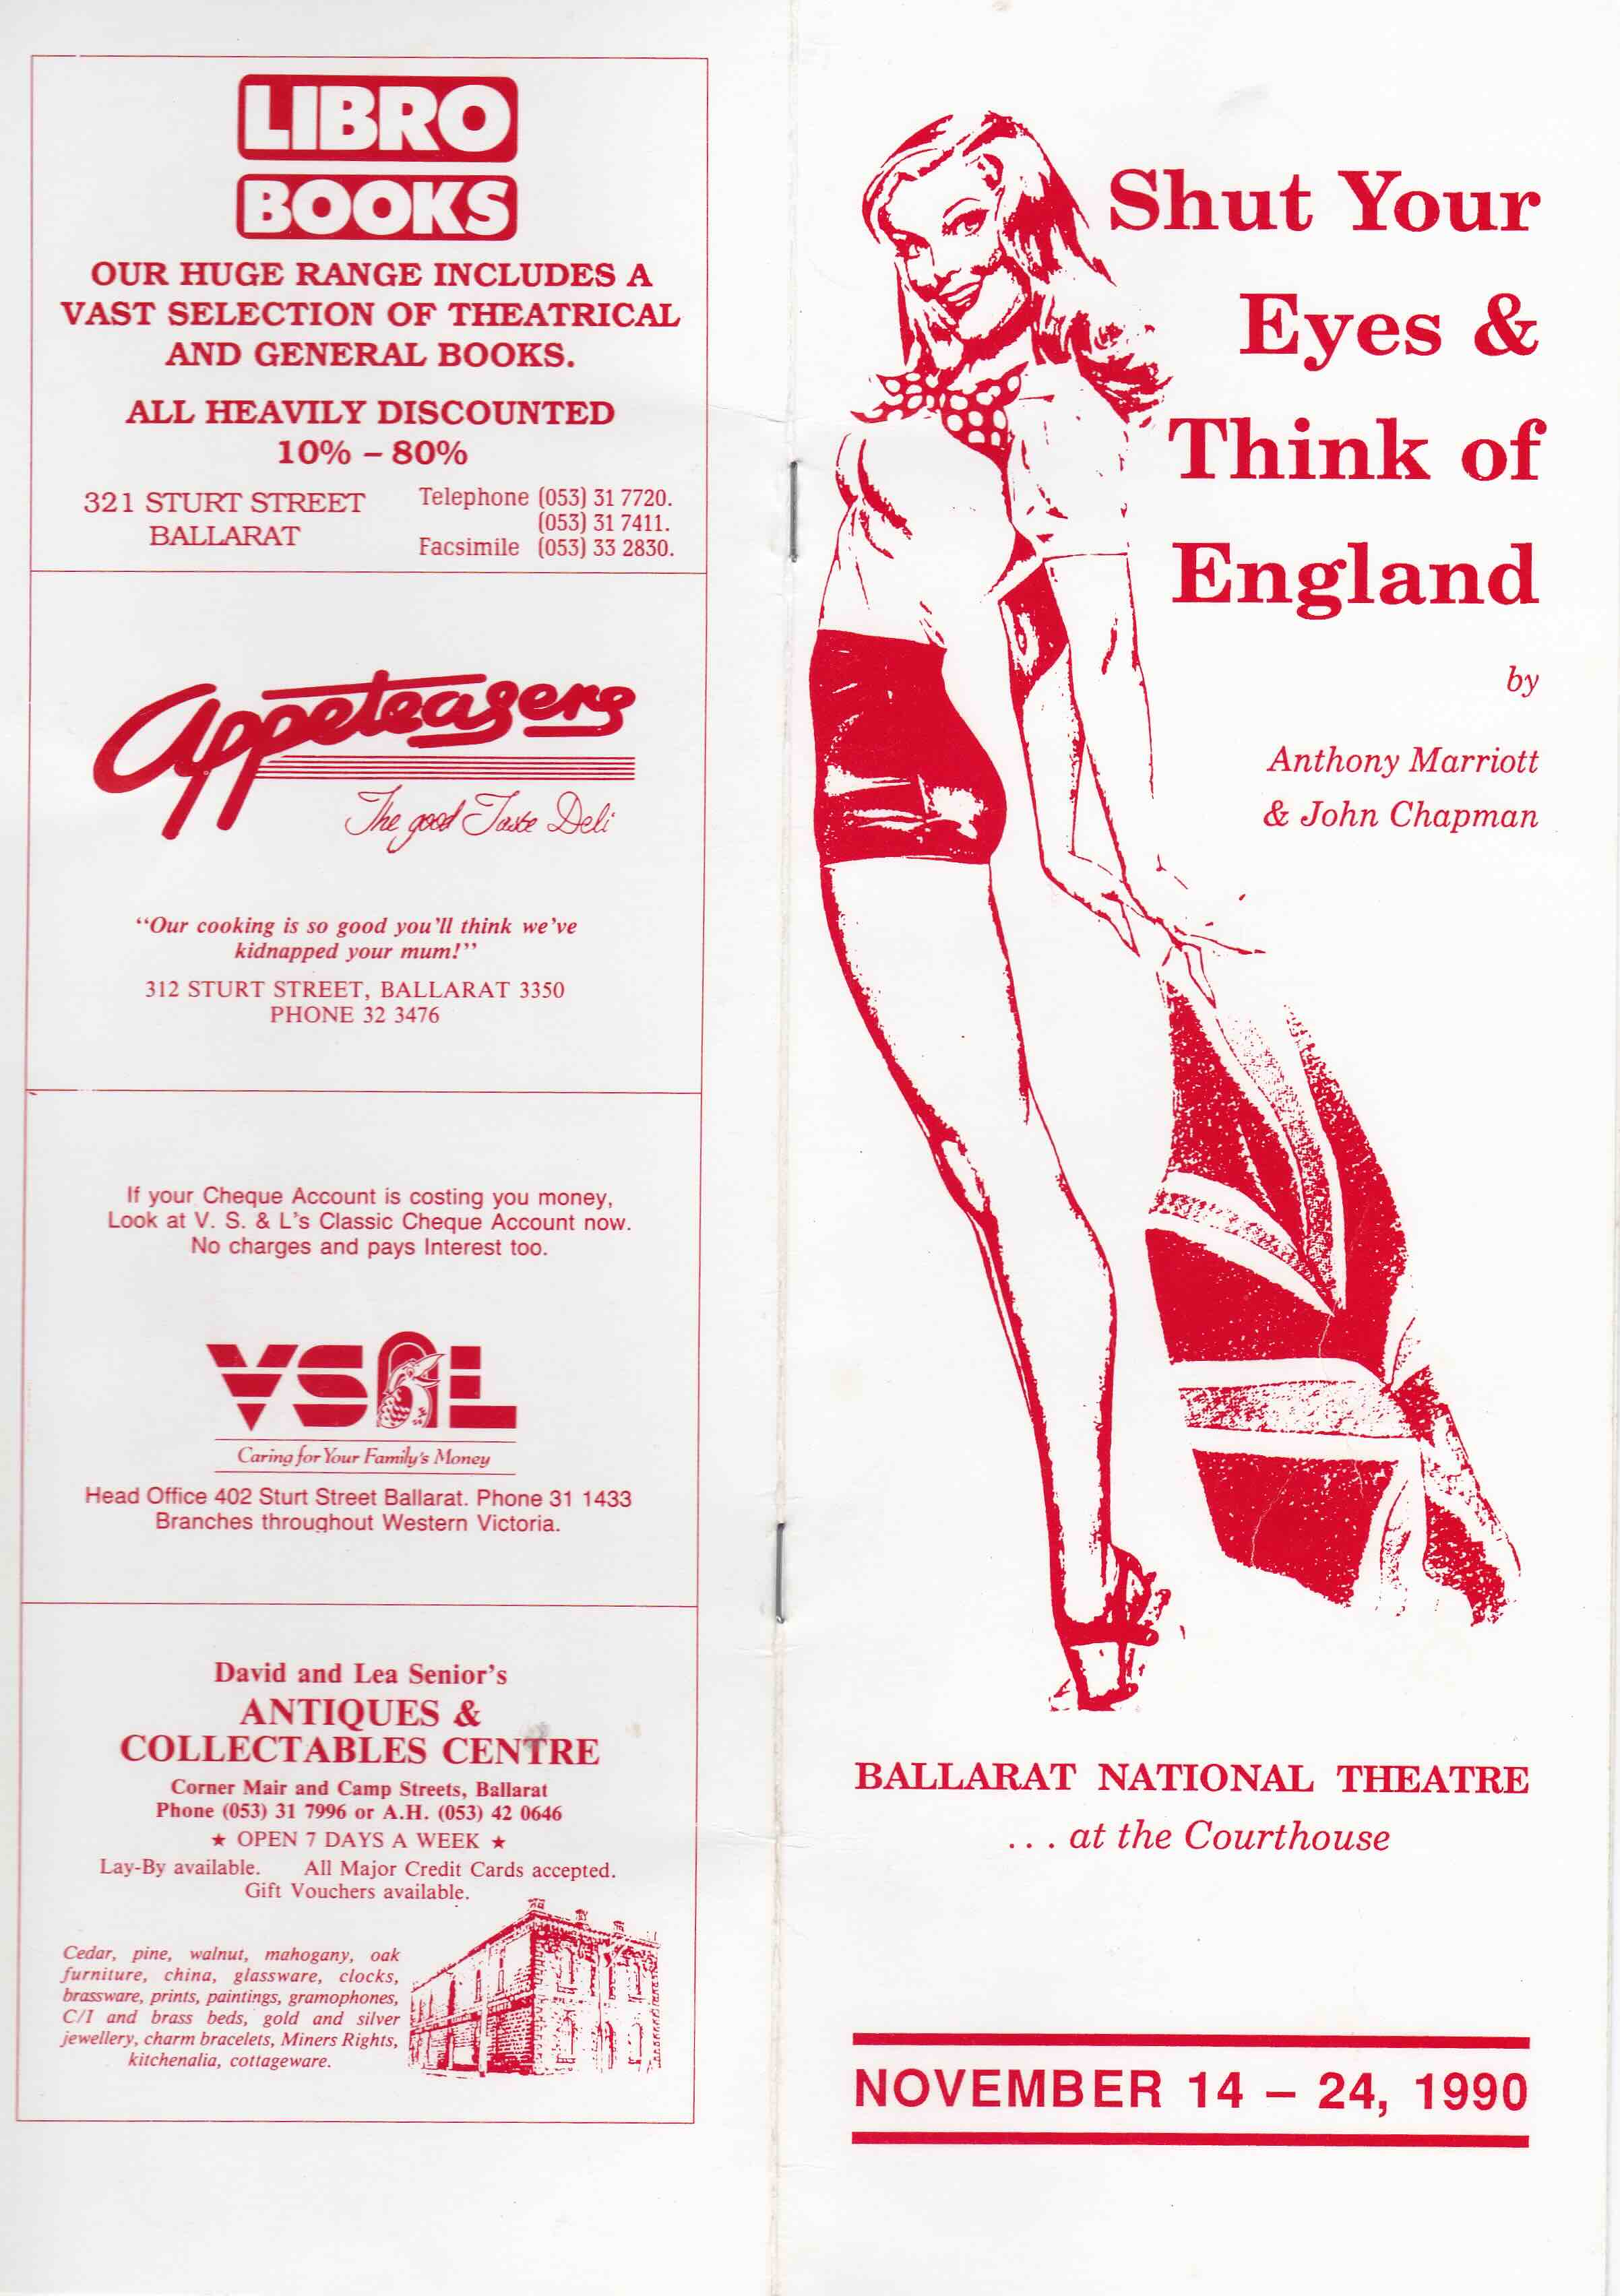 LIBRO
BOOKS
OUR HUGE RANGE INCLUDES A
VAST SELECTION OF THEATRICAL
AND GENERAL BOOKS.
ALL HEAVILY DISCOUNTED
10% – 80%
321 STURT STREET
BALLARAT
Telephone (053) 31 7720.
(053) 31 7411.
Facsimile (053) 33 2830.
Appeteasers
The good Taste Deli
“Our cooking is so good you’ll think we’ve
kidnapped your mum!”
312 STURT STREET, BALLARAT 3350
PHONE 32 3476
If your Cheque Account is costing you money,
Look at V. S. & L's Classic Cheque Account now.
No charges and pays Interest too.
VS&L
Caring for Your Family's Money
Head Office 402 Sturt Street Ballarat. Phone 31 1433
Branches throughout Western Victoria.
David and Lea Senior’s
ANTIQUES &
COLLECTABLES CENTRE
Corner Mair and Camp Streets, Ballarat
Phone (053) 31 7996 or A.H. (053) 42 0646
★ OPEN 7 DAYS A WEEK ★
Lay-By available. All Major Credit Cards accepted.
Gift Vouchers available.
Cedar, pine, walnut, mahogany, oak
furniture, china, glassware, clocks,
brassware, prints, paintings, gramophones,
C/I and brass beds, gold and silver
jewellery, charm bracelets, Miners Rights,
kitchenalia, cottageware.
Shut Your
Eyes &
Think of
England
by
Anthony Marriott
& John Chapman
BALLARAT NATIONAL THEATRE
. . . at the Courthouse
NOVEMBER 14 – 24, 1990